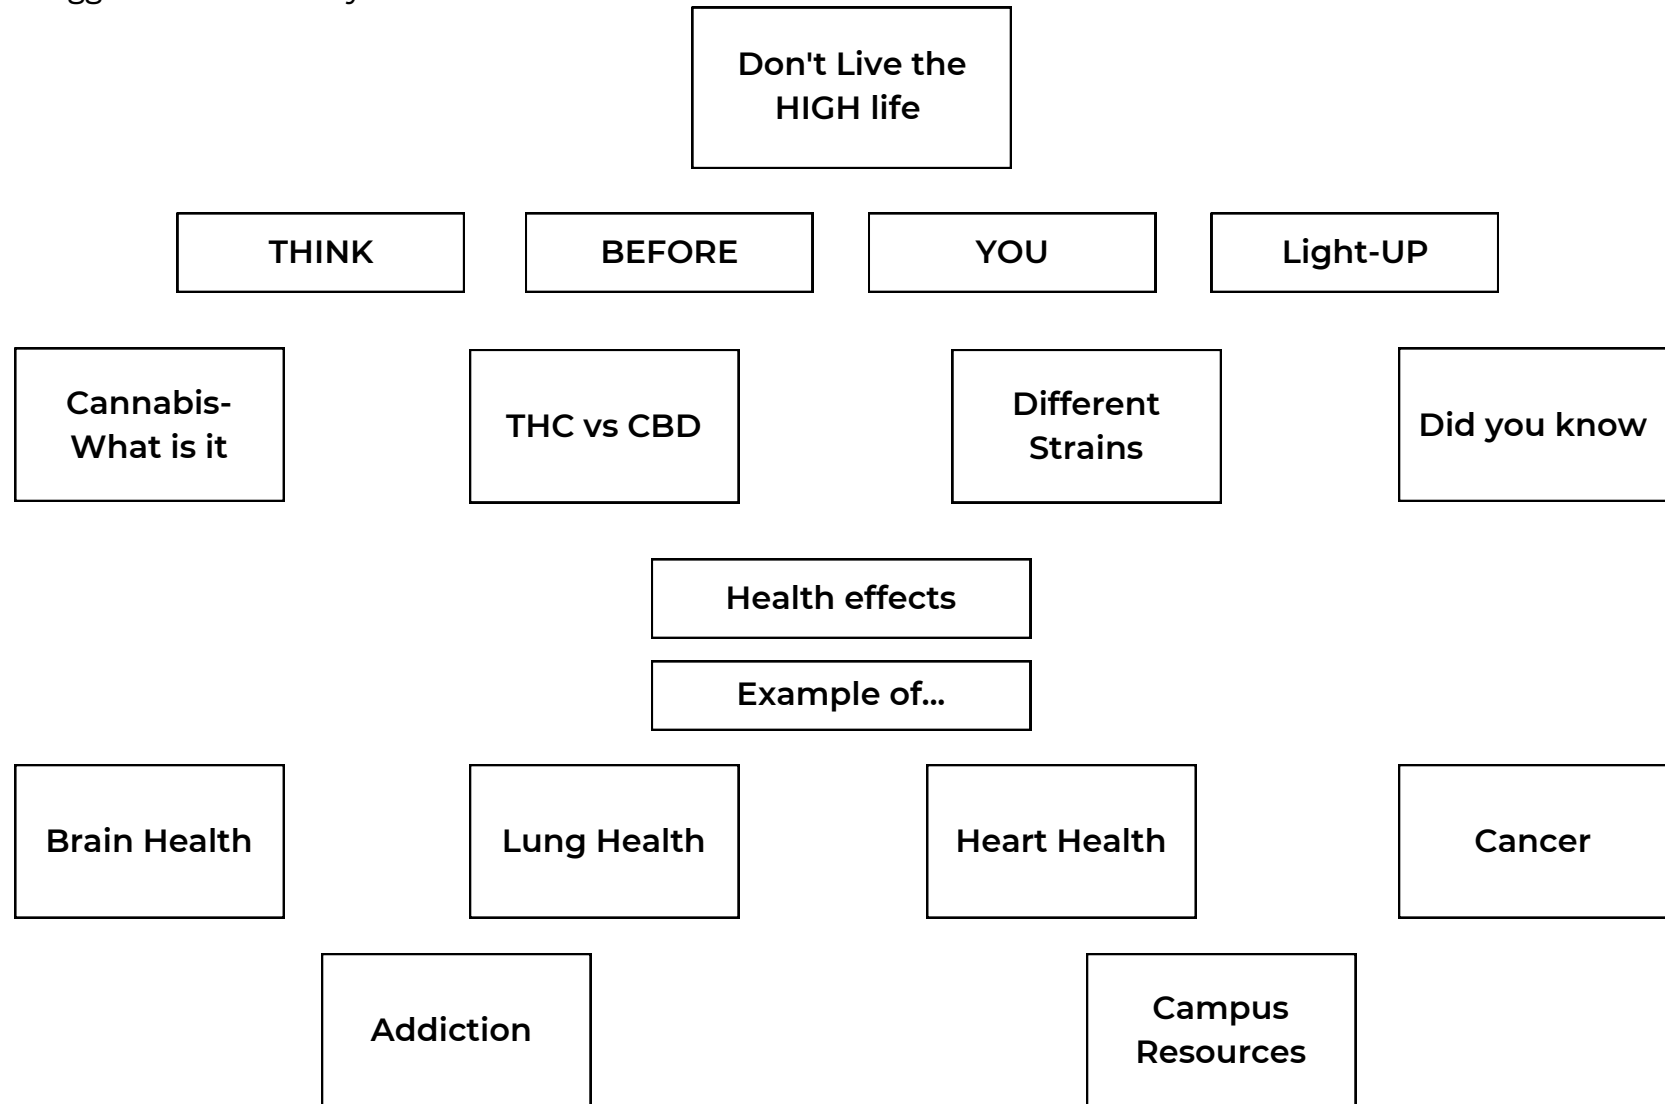 Don't Live the
HIGH life
THINK
BEFORE
YOU
Light-UP
Cannabis-
What is it
THC vs CBD
Different
Strains
Did you know
Health effects
Example of...
Brain Health
Lung Health
Heart Health
Cancer
Addiction
Campus
Resources